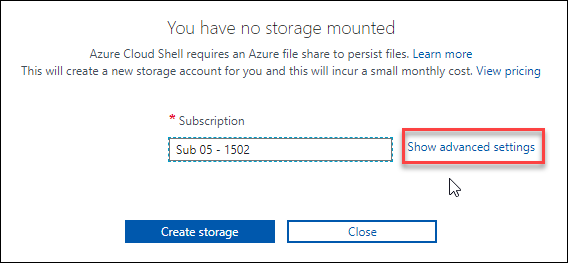 You have no storage mounted
Azure Cloud Shell requires an Azure file share to persist files. Learn more
This will create a new storage account for you and this will incur a small monthly cost. View pricing
* Subscription
Sub 05 - 1502
Show advanced settings
Create storage
Close